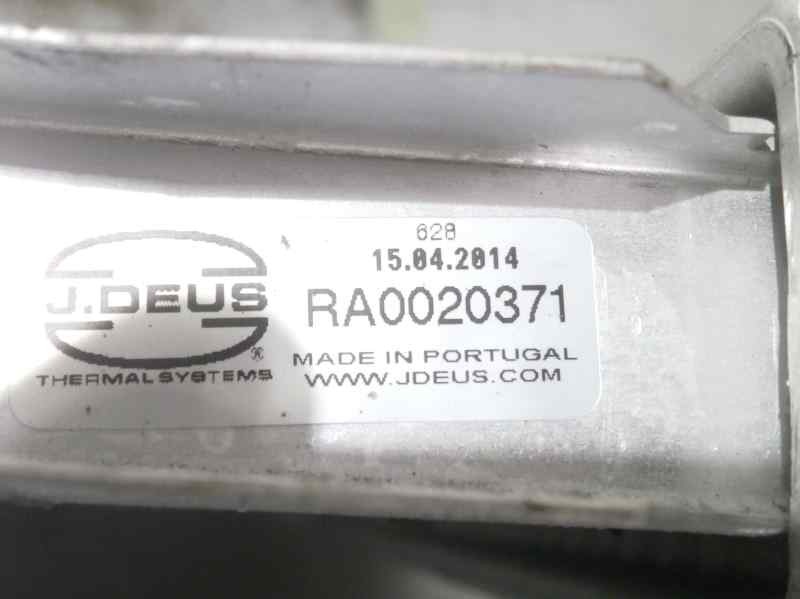 J.DEUS
®
THERMAL SYSTEMS
628
15.04.2014
RA0020371
MADE IN PORTUGAL
WWW.JDEUS.COM